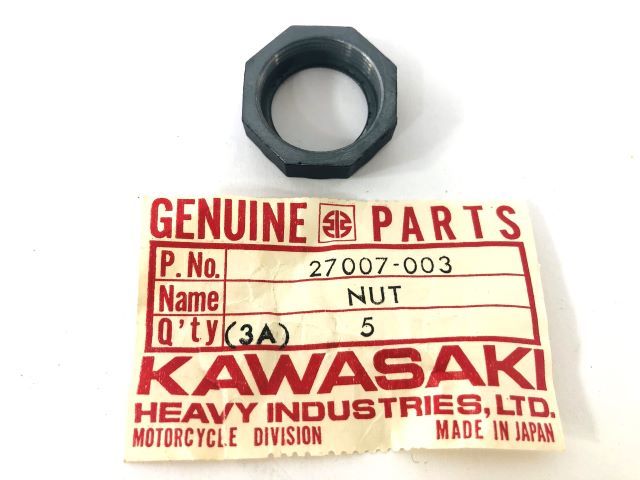 GENUINE PARTS
P.No. 27007-003
Name NUT
Q'ty (3A) 5
KAWASAKI
HEAVY INDUSTRIES, LTD.
MOTORCYCLE DIVISION MADE IN JAPAN